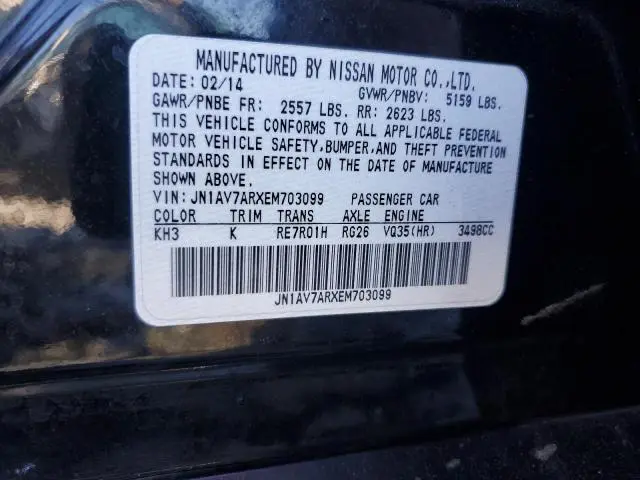 MANUFACTURED BY NISSAN MOTOR CO.,LTD.
DATE: 02/14 GVWR/PNBV: 5159 LBS.
GAWR/PNBE FR: 2557 LBS. RR: 2623 LBS.
THIS VEHICLE CONFORMS TO ALL APPLICABLE FEDERAL
MOTOR VEHICLE SAFETY,BUMPER,AND THEFT PREVENTION
STANDARDS IN EFFECT ON THE DATE OF MANUFACTURE
SHOWN ABOVE.
VIN: JN1AV7ARXEM703099 PASSENGER CAR
COLOR TRIM TRANS AXLE ENGINE
KH3 K RE7R01H RG26 VQ35(HR) 3498CC
JN1AV7ARXEM703099